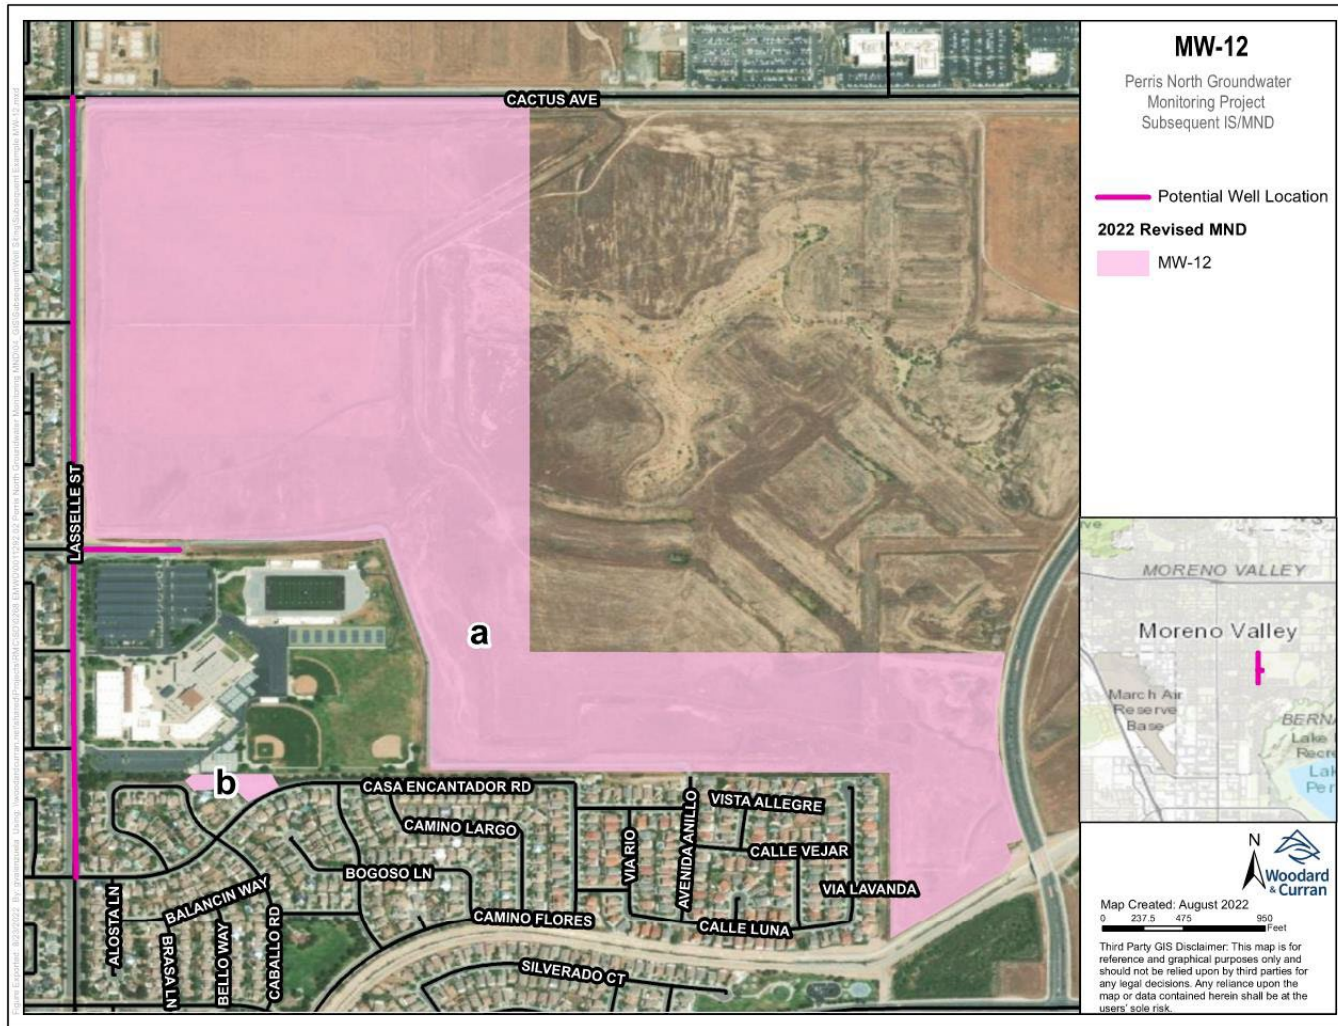 MW-12
Perris North Groundwater
Monitoring Project
Subsequent IS/MND
Potential Well Location
2022 Revised MND
MW-12
CACTUS AVE
LASSELLE ST
a
b
CASA ENCANTADOR RD
VISTA ALLEGRE
CAMINO LARGO
VIA RIO
AVENIDA ANILLO
CALLE VEJAR
BOGOSO LN
VIA LAVANDA
BALANCIN WAY
CAMINO FLORES
CALLE LUNA
ALOSTA LN
BRASA LN
BELLO WAY
CABALLO RD
SILVERADO CT
MORENO VALLEY
Moreno Valley
March Air
Reserve
Base
BERNA
Lake
Recre
Lak
Per
N
Woodard
& Curran
Map Created: August 2022
0 237.5 475 950
Feet
Third Party GIS Disclaimer: This map is for
reference and graphical purposes only and
should not be relied upon by third parties for
any legal decisions. Any reliance upon the
map or data contained herein shall be at the
users' sole risk.